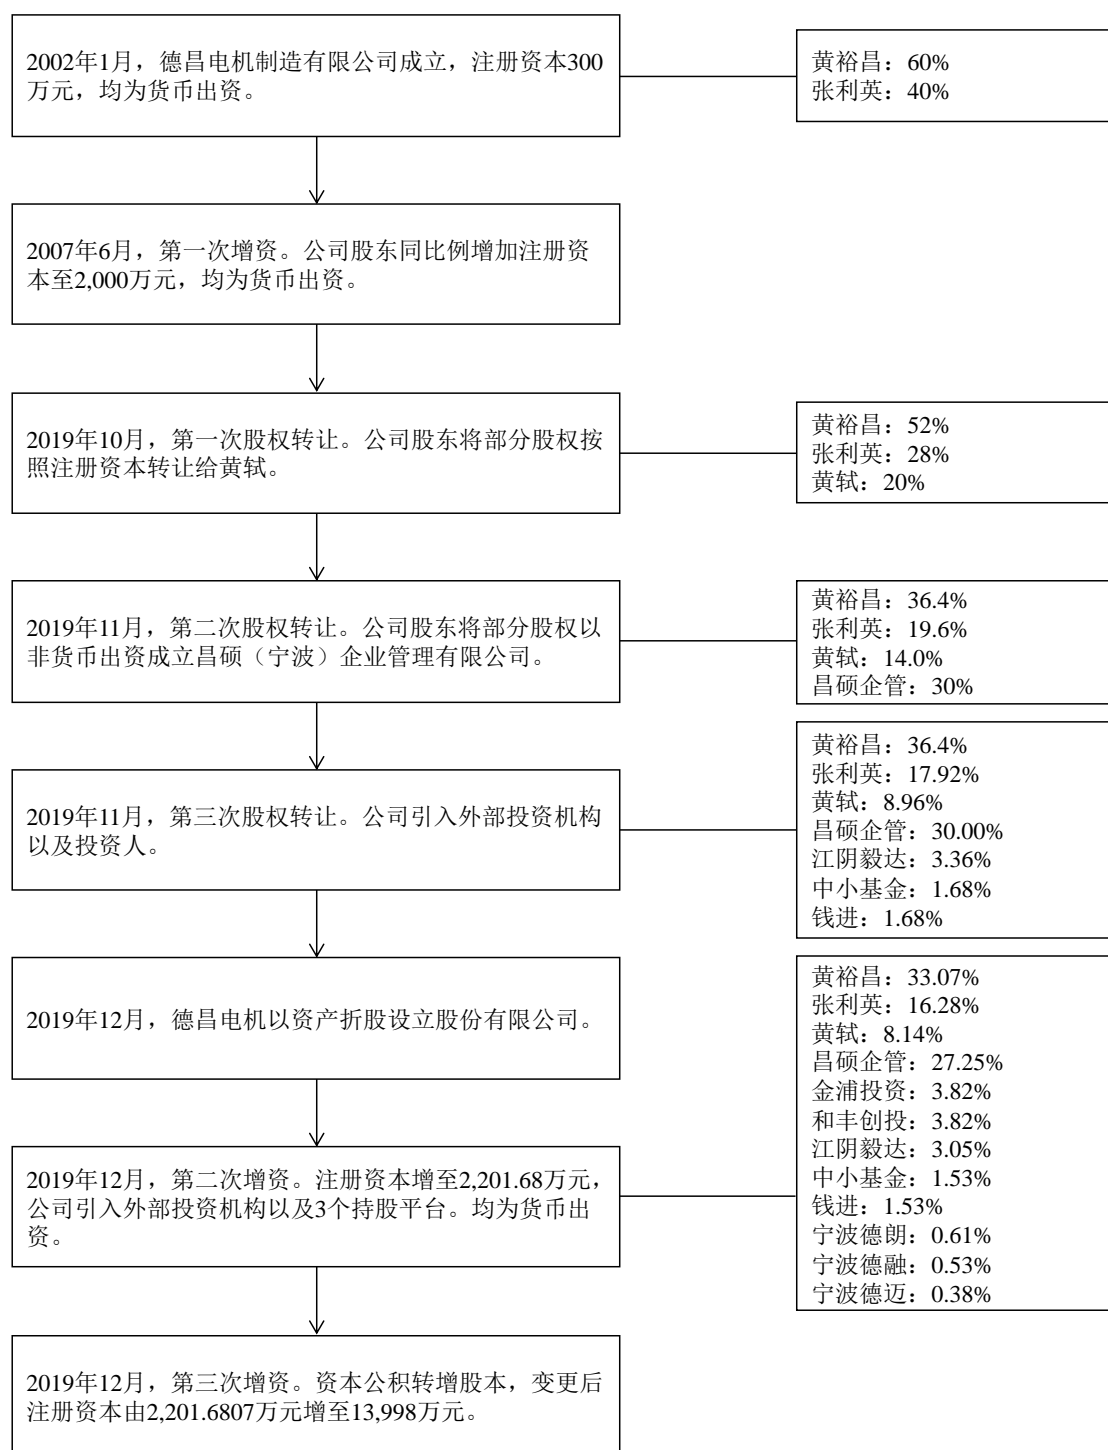 2002年1月，德昌电机制造有限公司成立，注册资本300
万元，均为货币出资。
黄裕昌：60%
张利英：40%
2007年6月，第一次增资。公司股东同比例增加注册资
本至2,000万元，均为货币出资。
2019年10月，第一次股权转让。公司股东将部分股权按
照注册资本转让给黄轼。
黄裕昌：52%
张利英：28%
黄轼：20%
2019年11月，第二次股权转让。公司股东将部分股权以
非货币出资成立昌硕（宁波）企业管理有限公司。
黄裕昌：36.4%
张利英：19.6%
黄轼：14.0%
昌硕企管：30%
2019年11月，第三次股权转让。公司引入外部投资机构
以及投资人。
黄裕昌：36.4%
张利英：17.92%
黄轼：8.96%
昌硕企管：30.00%
江阴毅达：3.36%
中小基金：1.68%
钱进：1.68%
2019年12月，德昌电机以资产折股设立股份有限公司。
2019年12月，第二次增资。注册资本增至2,201.68万元，
公司引入外部投资机构以及3个持股平台。均为货币出
资。
黄裕昌：33.07%
张利英：16.28%
黄轼：8.14%
昌硕企管：27.25%
金浦投资：3.82%
和丰创投：3.82%
江阴毅达：3.05%
中小基金：1.53%
钱进：1.53%
宁波德朗：0.61%
宁波德融：0.53%
宁波德迈：0.38%
2019年12月，第三次增资。资本公积转增股本，变更后
注册资本由2,201.6807万元增至13,998万元。